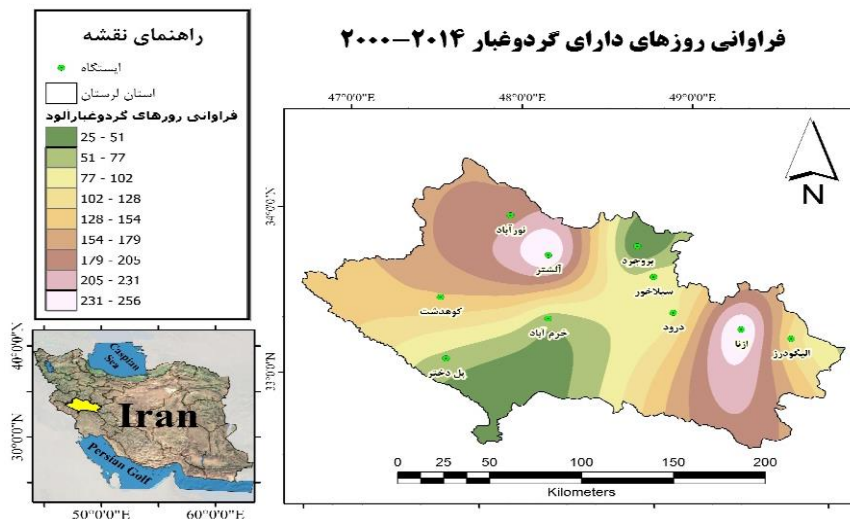 فراوانی روزهای دارای گردوغبار ۲۰۱۴-۲۰۰۰
راهنمای نقشه
ایستگاه
استان لرستان
فراوانی روزهای گردوغبارالود
25 - 51
51 - 77
77 - 102
102 - 128
128 - 154
154 - 179
179 - 205
205 - 231
231 - 256
47°0'0"E
48°0'0"E
49°0'0"E
N
34°0'0"N
33°0'0"N
نورآباد
الشتر
بروجرد
سیلاخور
کوهدشت
خرم آباد
درود
ازنا
الیگودرز
پل دختر
0 25 50 100 150 200
Kilometers
40°0'0"N
30°0'0"N
Caspian
Sea
Iran
Persian Golf
50°0'0"E
60°0'0"E